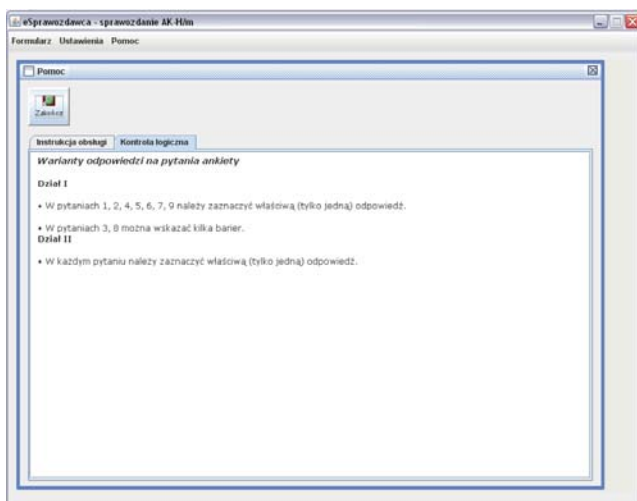 eSprawozdawca - sprawozdanie AK-H/m
Formularz Ustawienia Pomoc
Pomoc
Zakończ
Instrukcja obsługi Kontrola logiczna
Warianty odpowiedzi na pytania ankiety
Dział I
• W pytaniach 1, 2, 4, 5, 6, 7, 9 należy zaznaczyć właściwą (tylko jedną) odpowiedź.
• W pytaniach 3, 8 można wskazać kilka barier.
Dział II
• W każdym pytaniu należy zaznaczyć właściwą (tylko jedną) odpowiedź.